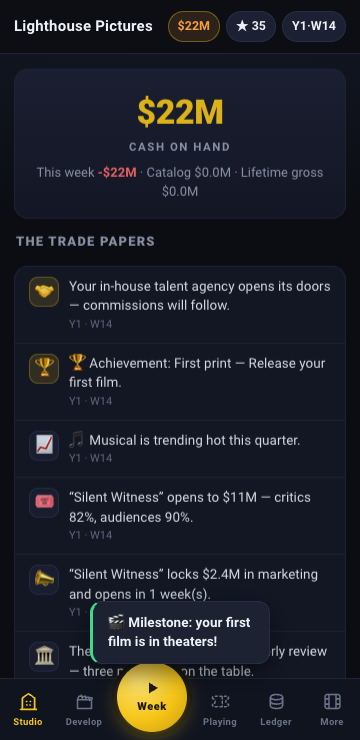 Lighthouse Pictures
$22M
★ 35
Y1·W14
$22M
CASH ON HAND
This week -$22M · Catalog $0.0M · Lifetime gross
$0.0M
THE TRADE PAPERS
Your in-house talent agency opens its doors
— commissions will follow.
Y1 · W14
🏆 Achievement: First print — Release your
first film.
Y1 · W14
🎵 Musical is trending hot this quarter.
Y1 · W14
“Silent Witness” opens to $11M — critics
82%, audiences 90%.
Y1 · W14
“Silent Witness” locks $2.4M in marketing
and opens in 1 week(s).
🎬 Milestone: your first
film is in theaters!
review
— three on the table.
Studio
Develop
Week
Playing
Ledger
More